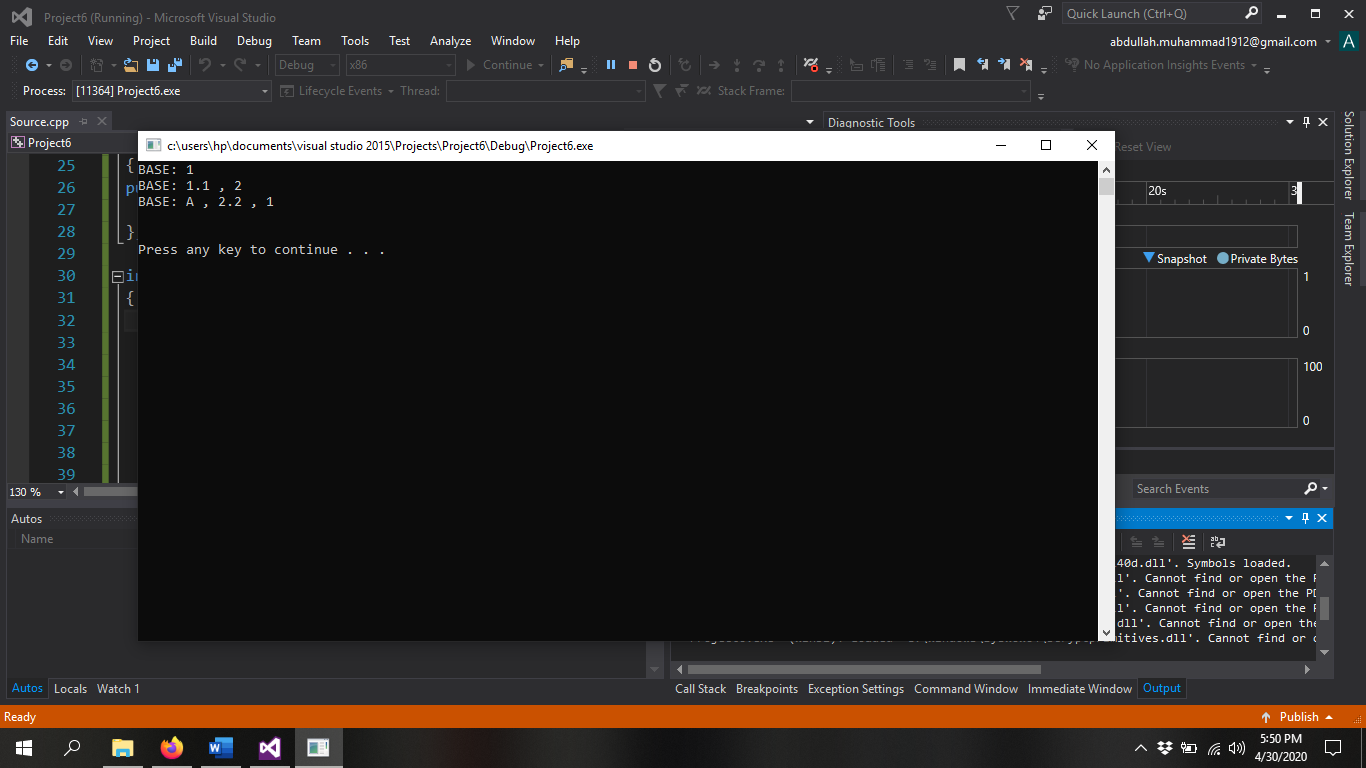 Project6 (Running) - Microsoft Visual Studio
Quick Launch (Ctrl+Q)
File Edit View Project Build Debug Team Tools Test Analyze Window Help
abdullah.muhammad1912@gmail.com A
Debug x86 Continue No Application Insights Events
Process: [11364] Project6.exe Lifecycle Events Thread: Stack Frame:
Source.cpp
Diagnostic Tools
Project6
c:\users\hp\documents\visual studio 2015\Projects\Project6\Debug\Project6.exe
Reset View
Solution Explorer
Team Explorer
BASE: 1
BASE: 1.1 , 2
BASE: A , 2.2 , 1
Press any key to continue . . .
25 {
26
27
28 }
29
30 in
31 {
32
33
34
35
36
37
38
39
20s
Snapshot Private Bytes
1
0
100
0
130 %
Search Events
Autos
Name
40d.dll'. Symbols loaded.
l'. Cannot find or open the
'. Cannot find or open the PD
l'. Cannot find or open the
dll'. Cannot find or open the
itives.dll'. Cannot find or
Autos Locals Watch 1
Call Stack Breakpoints Exception Settings Command Window Immediate Window Output
Ready
Publish
5:50 PM
4/30/2020